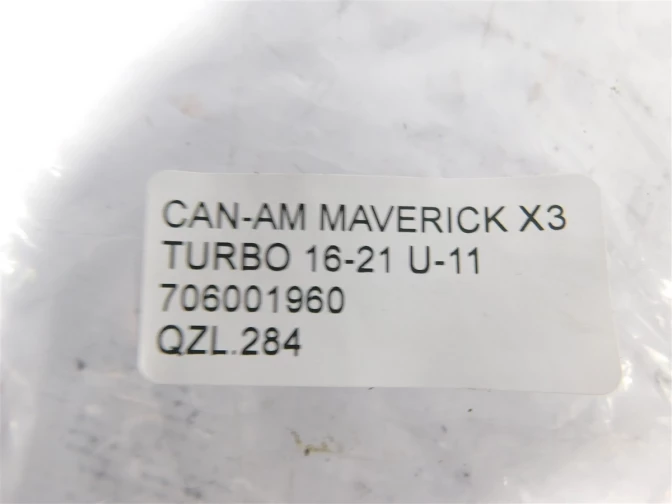 CAN-AM MAVERICK X3
TURBO 16-21 U-11
706001960
QZL.284